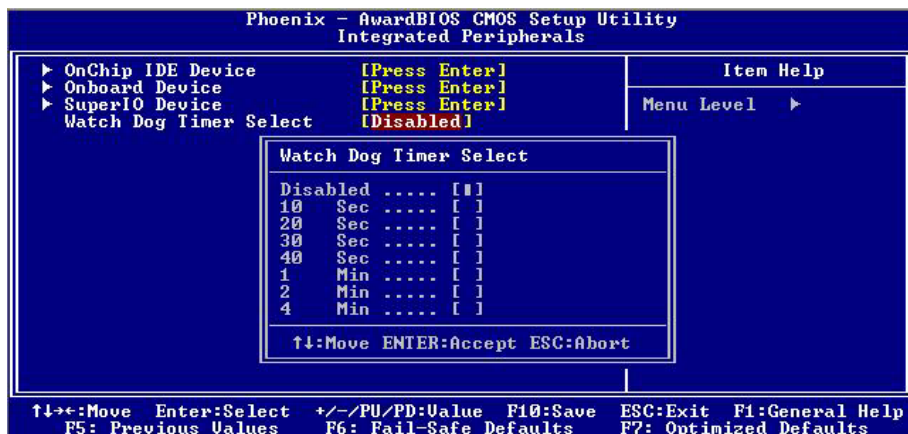 Phoenix - AwardBIOS CMOS Setup Utility
Integrated Peripherals
► OnChip IDE Device [Press Enter]
► Onboard Device [Press Enter]
► SuperIO Device [Press Enter]
Watch Dog Timer Select [Disabled]
Item Help
Menu Level ►
Watch Dog Timer Select
Disabled ..... [■]
10 Sec ..... [ ]
20 Sec ..... [ ]
30 Sec ..... [ ]
40 Sec ..... [ ]
1 Min ..... [ ]
2 Min ..... [ ]
4 Min ..... [ ]
↑↓:Move ENTER:Accept ESC:Abort
↑↓→←:Move Enter:Select +/-/PU/PD:Value F10:Save ESC:Exit F1:General Help
F5: Previous Values F6: Fail-Safe Defaults F7: Optimized Defaults